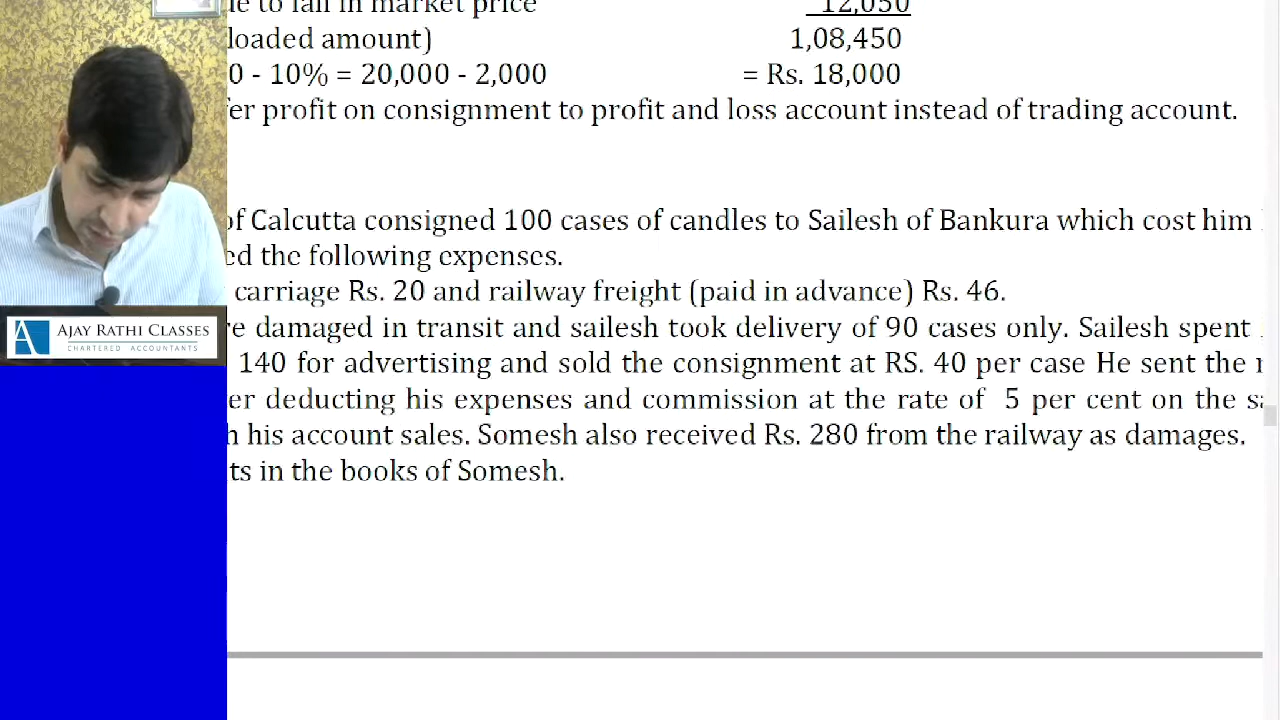 le to fall in market price 12,050
loaded amount) 1,08,450
0 - 10% = 20,000 - 2,000 = Rs. 18,000
fer profit on consignment to profit and loss account instead of trading account.
of Calcutta consigned 100 cases of candles to Sailesh of Bankura which cost him
ed the following expenses.
carriage Rs. 20 and railway freight (paid in advance) Rs. 46.
re damaged in transit and sailesh took delivery of 90 cases only. Sailesh spent
AJAY RATHI CLASSES
CHARTERED ACCOUNTANTS
140 for advertising and sold the consignment at RS. 40 per case He sent the
er deducting his expenses and commission at the rate of 5 per cent on the sa
h his account sales. Somesh also received Rs. 280 from the railway as damages.
ts in the books of Somesh.